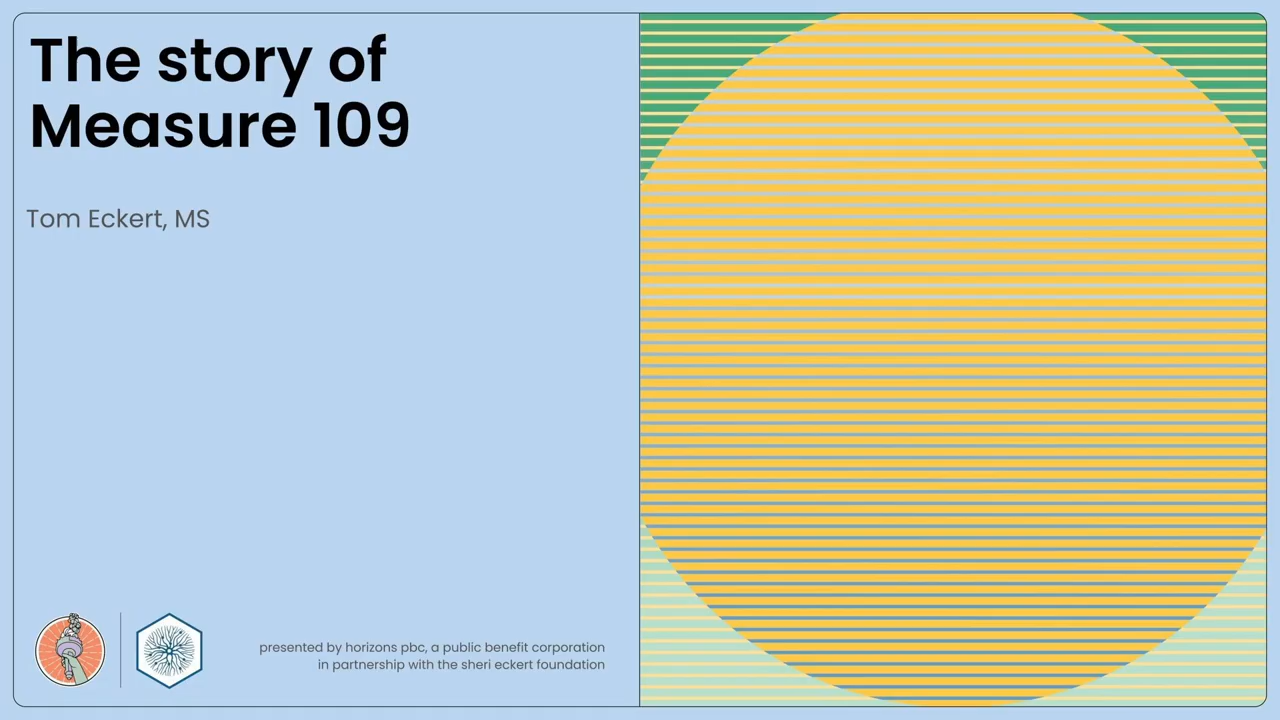 The story of
Measure 109
Tom Eckert, MS
presented by horizons pbc, a public benefit corporation
in partnership with the sheri eckert foundation